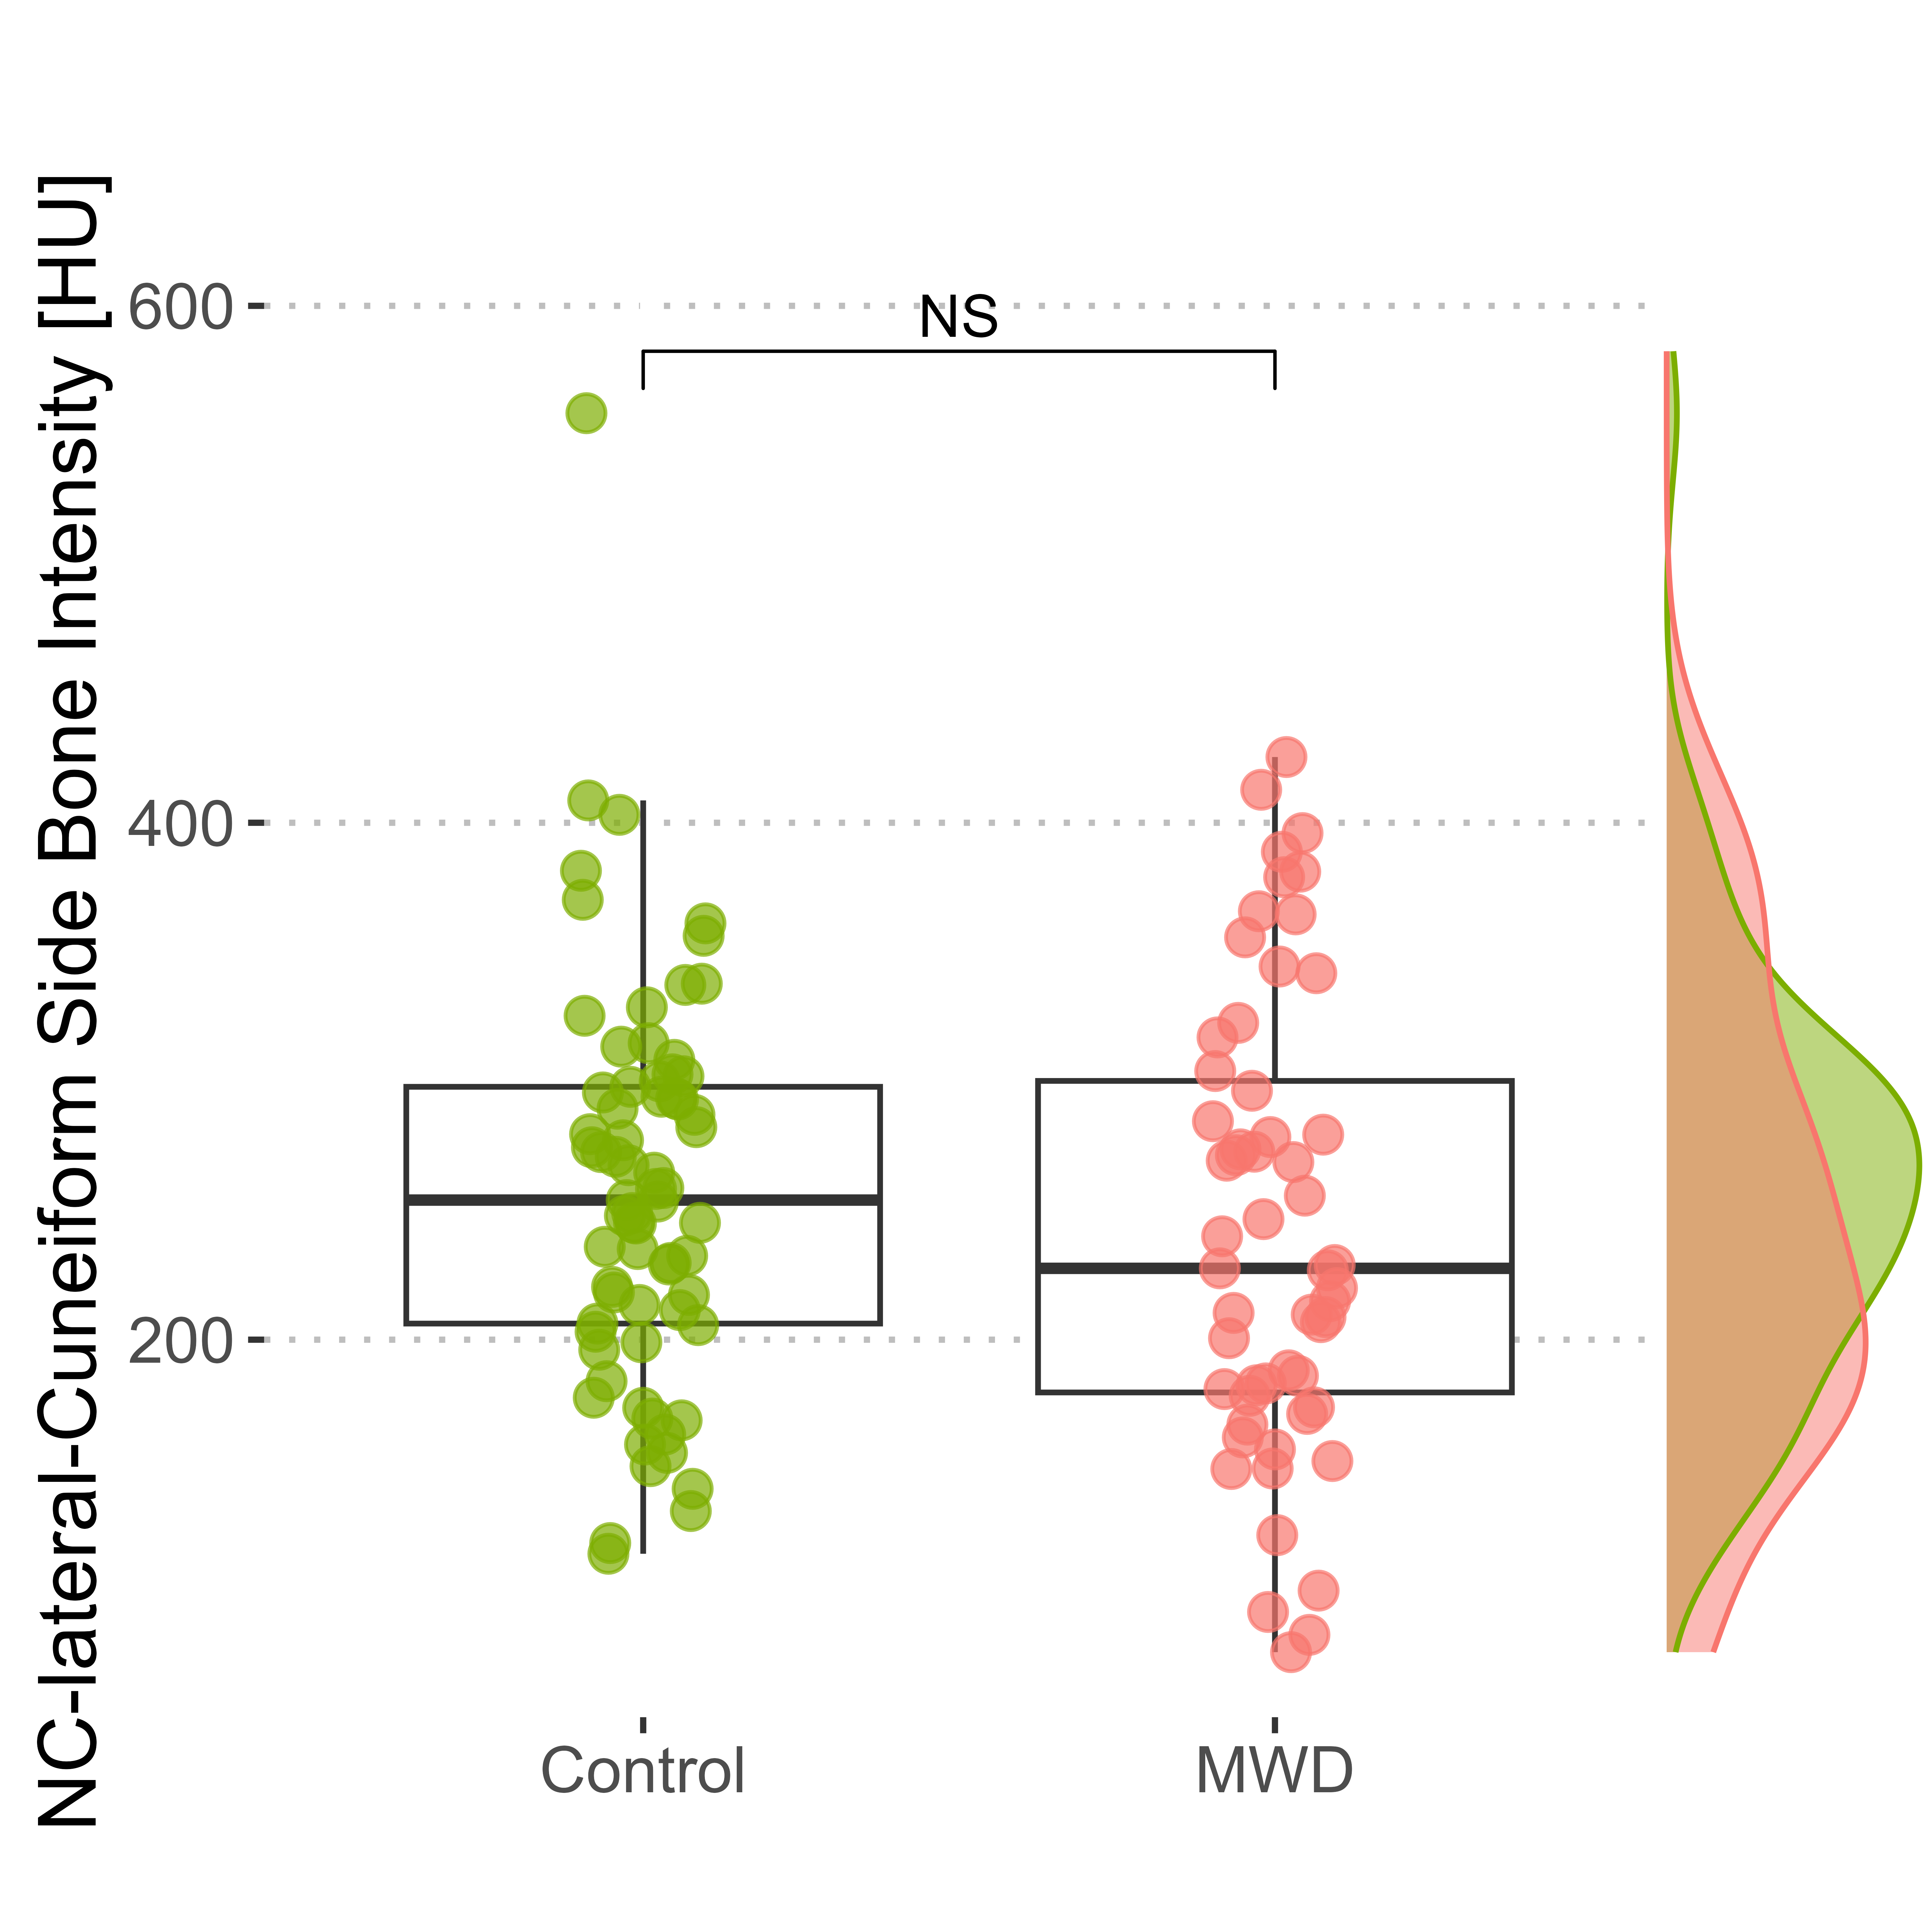 NC-lateral-Cuneiform Side Bone Intensity [HU]
600
400
200
NS
Control
MWD